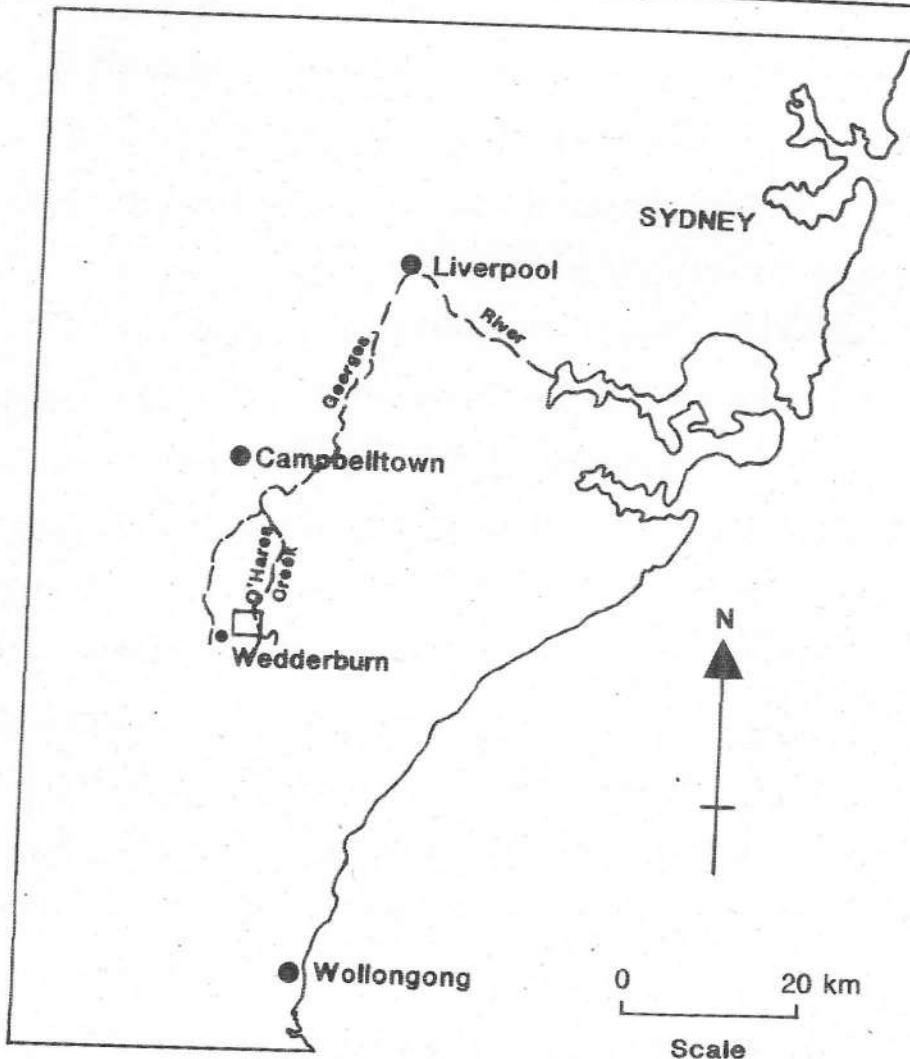 SYDNEY
Liverpool
River
Georges
Campbelltown
O'Hares
Creek
N
Wedderburn
Wollongong
0 20 km
Scale